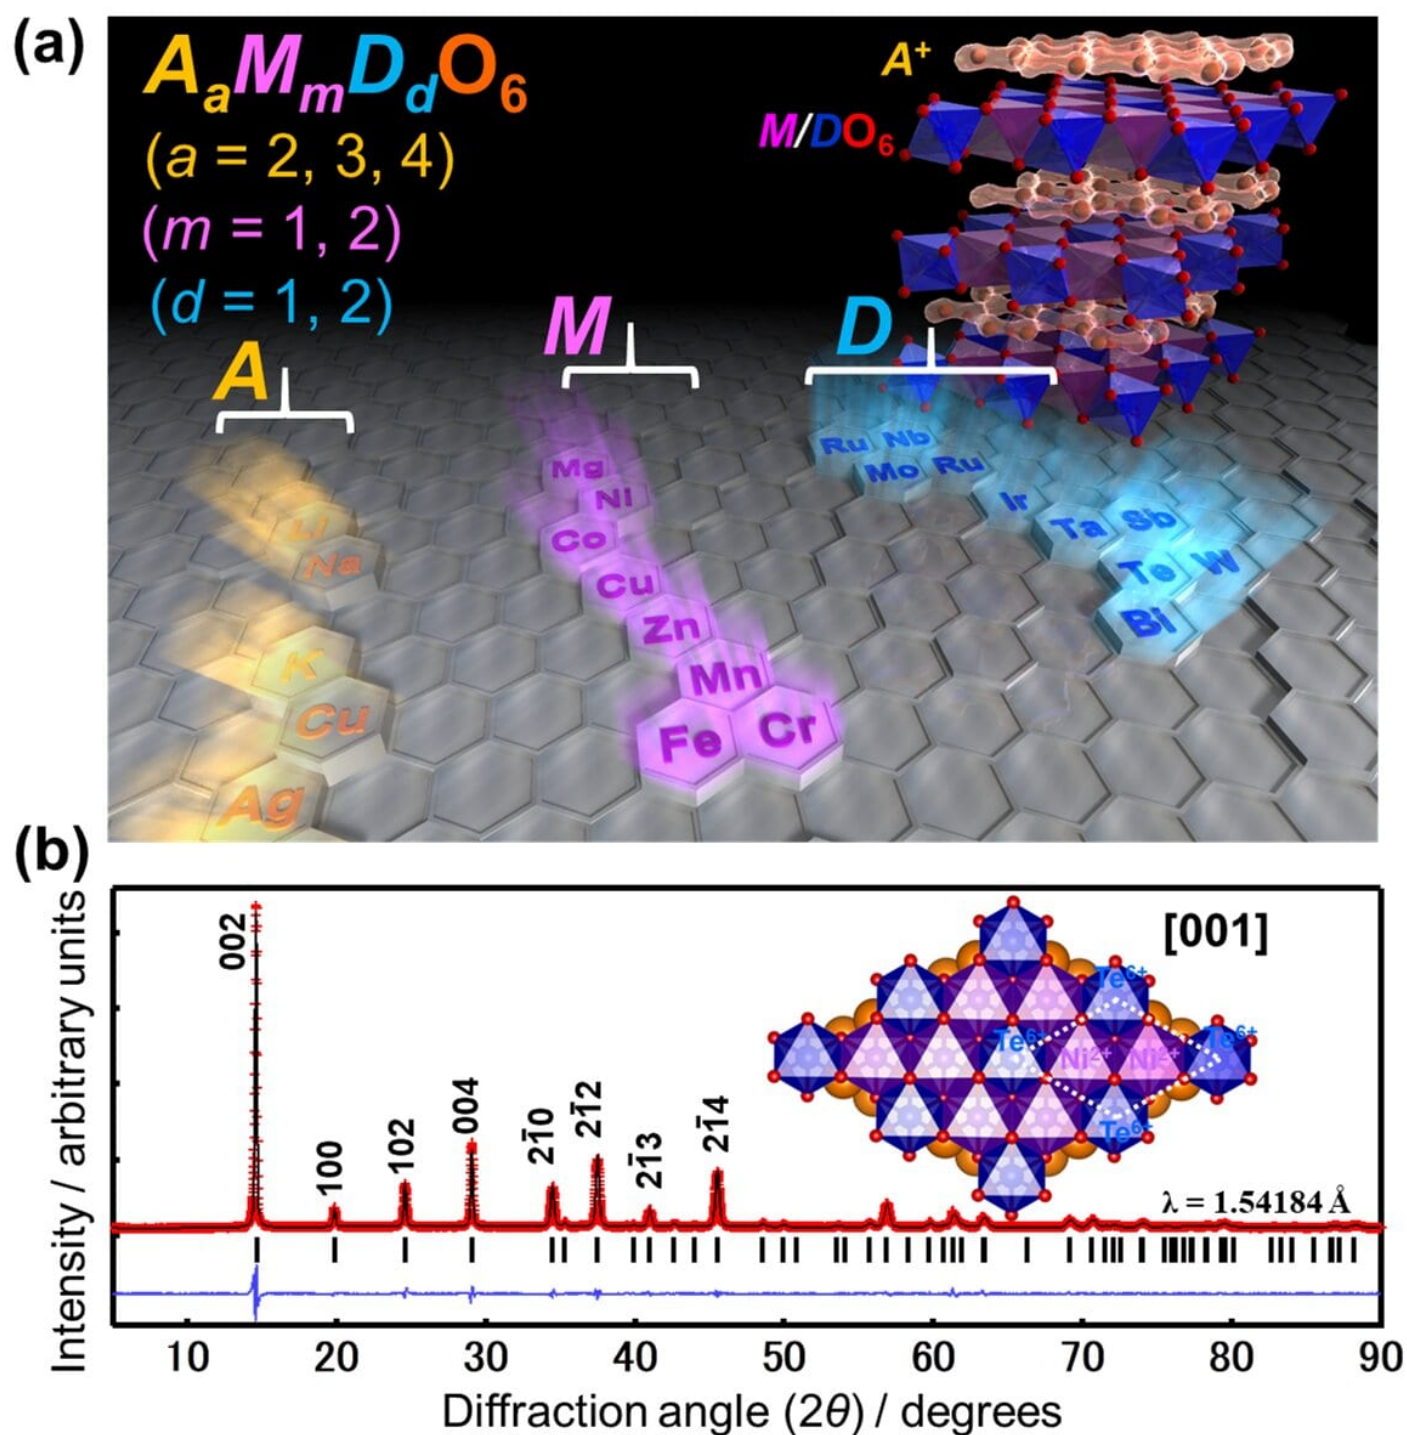 (a)
AₐMₘD_dO₆
(a = 2, 3, 4)
(m = 1, 2)
(d = 1, 2)
A⁺
M/DO₆
A
M
D
Li
Na
K
Cu
Ag
Mg
Ni
Co
Cu
Zn
Mn
Fe
Cr
Ru
Nb
Mo
Ru
Ir
Ta
Sb
Te
W
Bi
(b)
Intensity / arbitrary units
002
100
102
004
21̅0
21̅2
21̅3
21̅4
[001]
Te⁶⁺
Te⁶⁺
Ni²⁺
Ni²⁺
Te⁶⁺
Te⁶⁺
λ = 1.54184 Å
10 20 30 40 50 60 70 80 90
Diffraction angle (2θ) / degrees